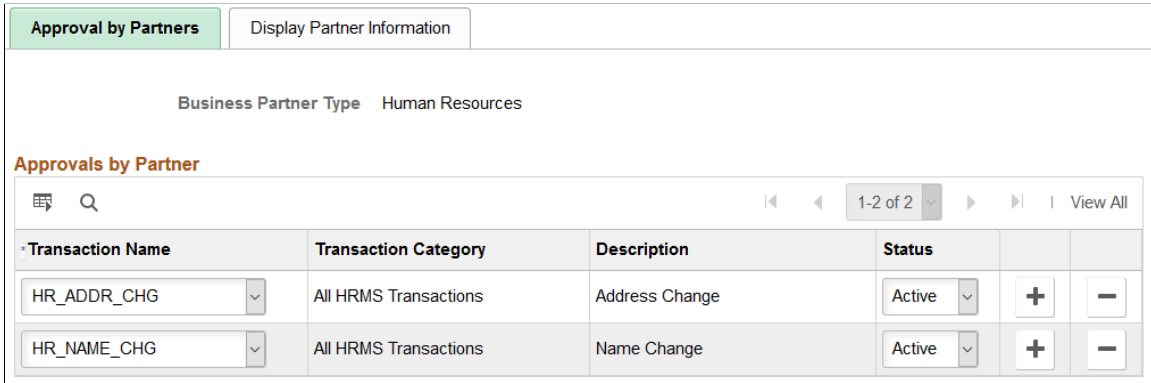 Approval by Partners Display Partner Information
Business Partner Type Human Resources
Approvals by Partner
1-2 of 2 | View All
*Transaction Name Transaction Category Description Status
HR_ADDR_CHG All HRMS Transactions Address Change Active + −
HR_NAME_CHG All HRMS Transactions Name Change Active + −